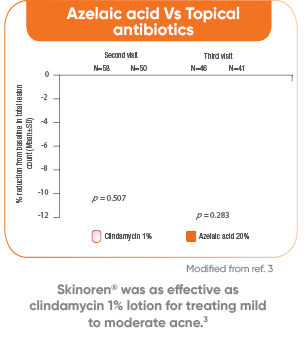 Azelaic acid Vs Topical
antibiotics
Second visit
Third visit
N=58
N=50
N=46
N=41
% reduction from baseline in total lesion
count (Mean±SD)
0
-2
-4
-6
-8
-10
-12
p = 0.507
p = 0.283
Clindamycin 1%
Azelaic acid 20%
Modified from ref. 3
Skinoren® was as effective as
clindamycin 1% lotion for treating mild
to moderate acne.3